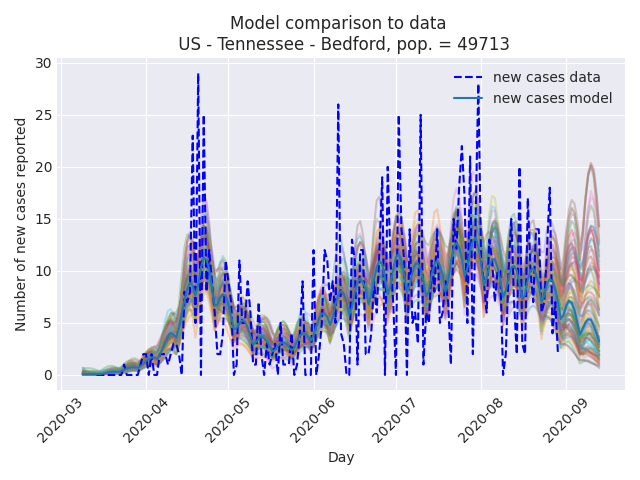 Model comparison to data
US - Tennessee - Bedford, pop. = 49713
new cases data
new cases model
Number of new cases reported
30
25
20
15
10
5
0
2020-03
2020-04
2020-05
2020-06
2020-07
2020-08
2020-09
Day